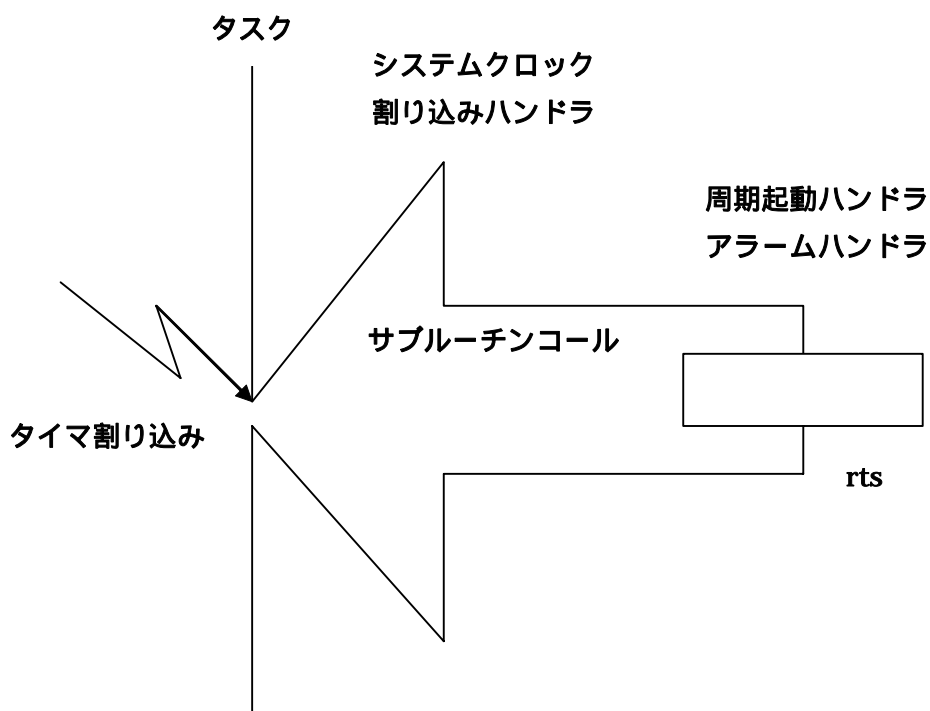 タスク
システムクロック
割り込みハンドラ
周期起動ハンドラ
アラームハンドラ
サブルーチンコール
タイマ割り込み
rts